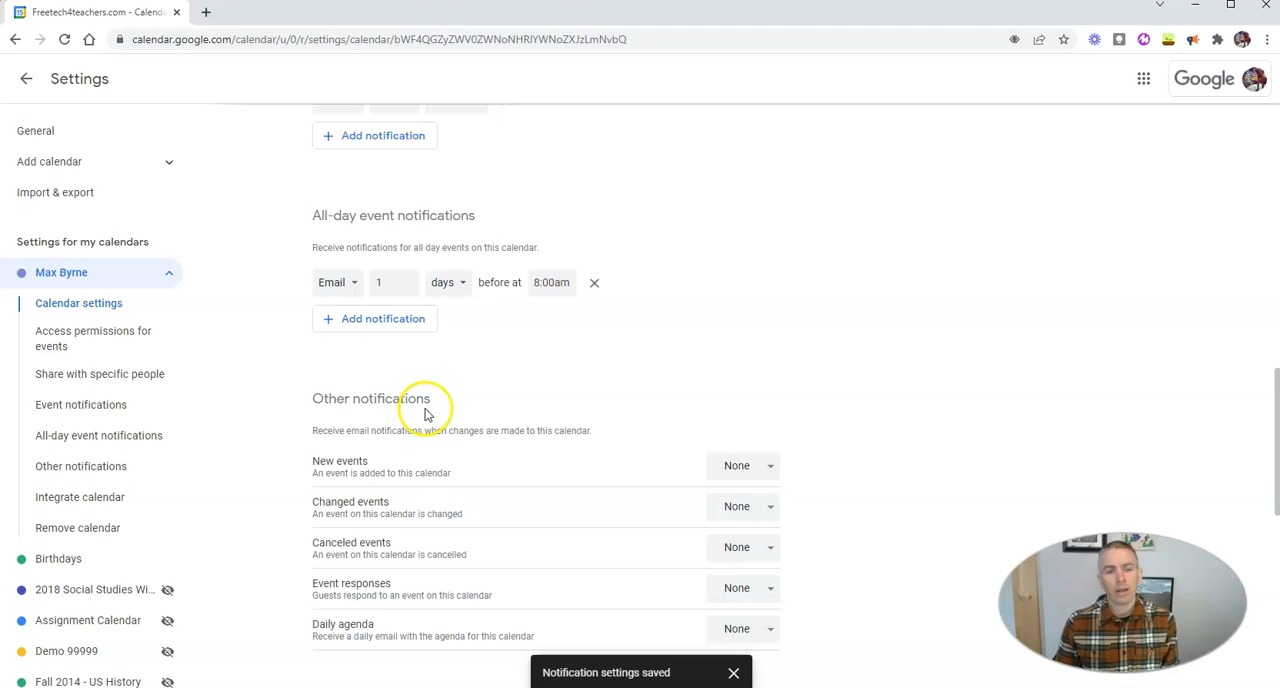 Freetech4teachers.com - Calenda
calendar.google.com/calendar/u/0/r/settings/calendar/bWF4QGZyZWV0ZWNoNHRlYWNoZXJzLmNvbQ
Settings
Google
General
Add calendar
Import & export
Settings for my calendars
Max Byrne
Calendar settings
Access permissions for
events
Share with specific people
Event notifications
All-day event notifications
Other notifications
Integrate calendar
Remove calendar
Birthdays
2018 Social Studies Wi...
Assignment Calendar
Demo 99999
Fall 2014 - US History
+ Add notification
All-day event notifications
Receive notifications for all day events on this calendar.
Email 1 days before at 8:00am
+ Add notification
Other notifications
Receive email notifications when changes are made to this calendar.
New events None
An event is added to this calendar
Changed events None
An event on this calendar is changed
Canceled events None
An event on this calendar is cancelled
Event responses None
Guests respond to an event on this calendar
Daily agenda None
Receive a daily email with the agenda for this calendar
Notification settings saved